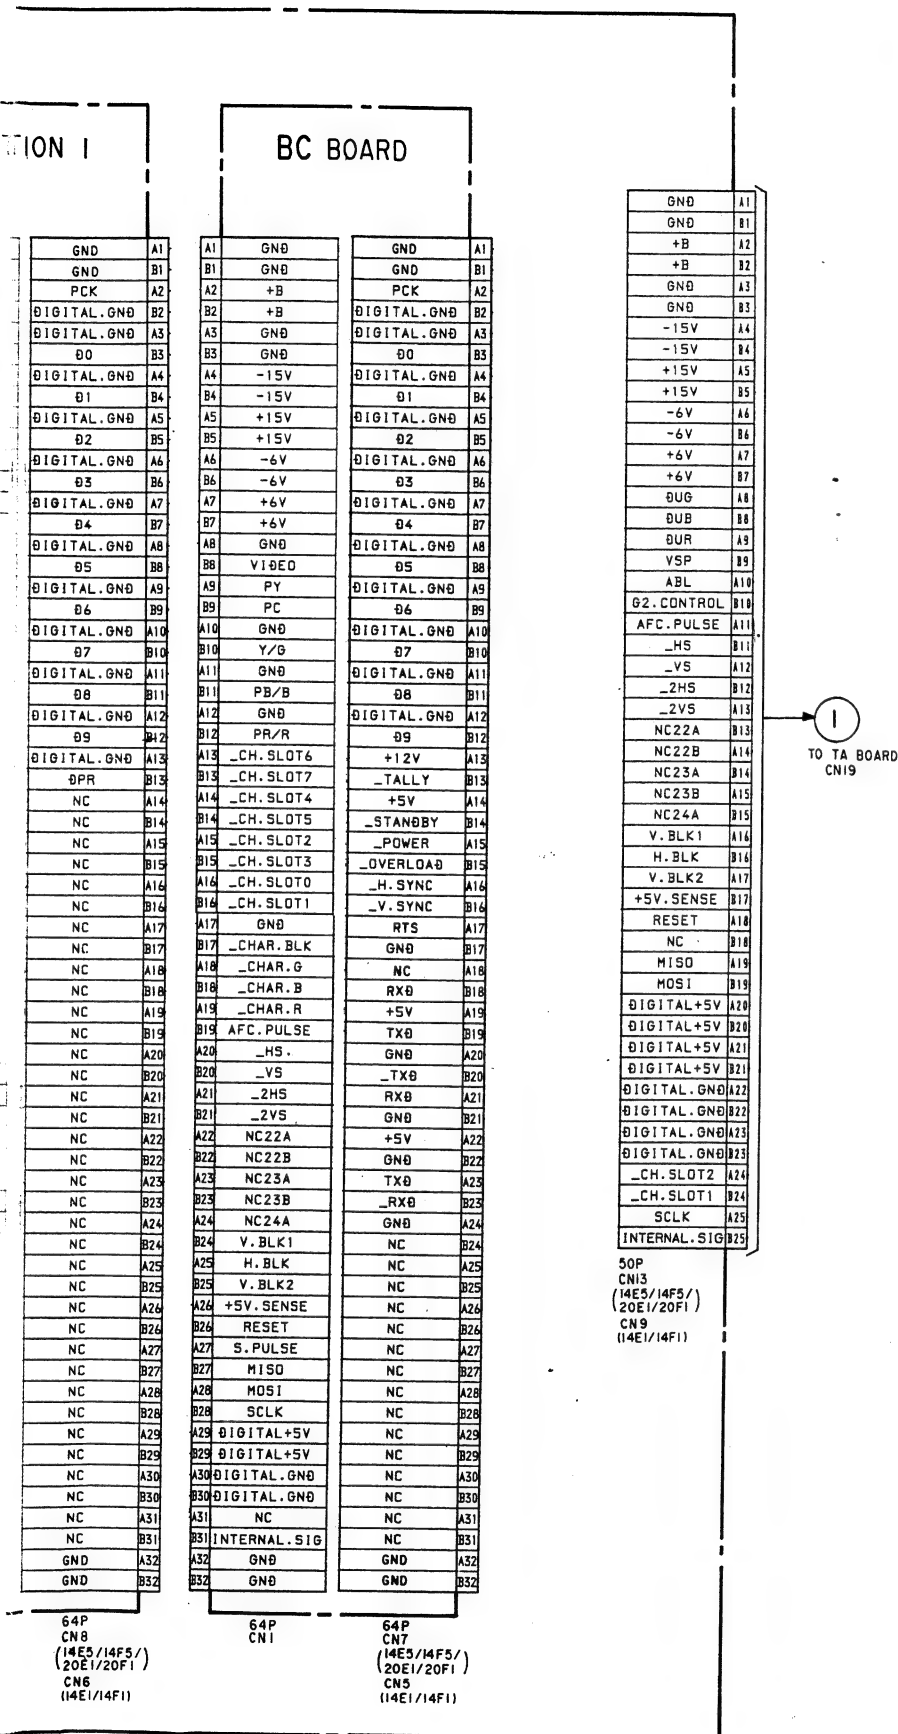 TION 1
GND A1
GND B1
PCK A2
DIGITAL.GND B2
DIGITAL.GND A3
D0 B3
DIGITAL.GND A4
D1 B4
DIGITAL.GND A5
D2 B5
DIGITAL.GND A6
D3 B6
DIGITAL.GND A7
D4 B7
DIGITAL.GND A8
D5 B8
DIGITAL.GND A9
D6 B9
DIGITAL.GND A10
D7 B10
DIGITAL.GND A11
D8 B11
DIGITAL.GND A12
D9 B12
DIGITAL.GND A13
DPR B13
NC A14
NC B14
NC A15
NC B15
NC A16
NC B16
NC A17
NC B17
NC A18
NC B18
NC A19
NC B19
NC A20
NC B20
NC A21
NC B21
NC A22
NC B22
NC A23
NC B23
NC A24
NC B24
NC A25
NC B25
NC A26
NC B26
NC A27
NC B27
NC A28
NC B28
NC A29
NC B29
NC A30
NC B30
NC A31
NC B31
GND A32
GND B32
64P
CN8
(14E5/14F5/
20E1/20F1)
CN6
(14E1/14F1)
BC BOARD
A1 GND
B1 GND
A2 +B
B2 +B
A3 GND
B3 GND
A4 -15V
B4 -15V
A5 +15V
B5 +15V
A6 -6V
B6 -6V
A7 +6V
B7 +6V
A8 GND
B8 VIDEO
A9 PY
B9 PC
A10 GND
B10 Y/G
A11 GND
B11 PB/B
A12 GND
B12 PR/R
A13 _CH.SLOT6
B13 _CH.SLOT7
A14 _CH.SLOT4
B14 _CH.SLOT5
A15 _CH.SLOT2
B15 _CH.SLOT3
A16 _CH.SLOT0
B16 _CH.SLOT1
A17 GND
B17 _CHAR.BLK
A18 _CHAR.G
B18 _CHAR.B
A19 _CHAR.R
B19 AFC.PULSE
A20 _HS
B20 _VS
A21 _2HS
B21 _2VS
A22 NC22A
B22 NC22B
A23 NC23A
B23 NC23B
A24 NC24A
B24 V.BLK1
A25 H.BLK
B25 V.BLK2
A26 +5V.SENSE
B26 RESET
A27 S.PULSE
B27 MISO
A28 MOSI
B28 SCLK
A29 DIGITAL+5V
B29 DIGITAL+5V
A30 DIGITAL.GND
B30 DIGITAL.GND
A31 NC
B31 INTERNAL.SIG
A32 GND
B32 GND
64P
CN1
GND A1
GND B1
PCK A2
DIGITAL.GND B2
DIGITAL.GND A3
D0 B3
DIGITAL.GND A4
D1 B4
DIGITAL.GND A5
D2 B5
DIGITAL.GND A6
D3 B6
DIGITAL.GND A7
D4 B7
DIGITAL.GND A8
D5 B8
DIGITAL.GND A9
D6 B9
DIGITAL.GND A10
D7 B10
DIGITAL.GND A11
D8 B11
DIGITAL.GND A12
D9 B12
+12V A13
_TALLY B13
+5V A14
_STANDBY B14
_POWER A15
_OVERLOAD B15
_H.SYNC A16
_V.SYNC B16
RTS A17
GND B17
NC A18
RXD B18
+5V A19
TXD B19
GND A20
_TXD B20
RXD A21
GND B21
+5V A22
GND B22
TXD A23
_RXD B23
GND A24
NC B24
NC A25
NC B25
NC A26
NC B26
NC A27
NC B27
NC A28
NC B28
NC A29
NC B29
NC A30
NC B30
NC A31
NC B31
GND A32
GND B32
64P
CN7
(14E5/14F5/
20E1/20F1)
CN5
(14E1/14F1)
GND A1
GND B1
+B A2
+B B2
GND A3
GND B3
-15V A4
-15V B4
+15V A5
+15V B5
-6V A6
-6V B6
+6V A7
+6V B7
DUG A8
DUB B8
DUR A9
VSP B9
ABL A10
G2.CONTROL B10
AFC.PULSE A11
_HS B11
_VS A12
_2HS B12
_2VS A13
NC22A B13
NC22B A14
NC23A B14
NC23B A15
NC24A B15
V.BLK1 A16
H.BLK B16
V.BLK2 A17
+5V.SENSE B17
RESET A18
NC B18
MISO A19
MOSI B19
DIGITAL+5V A20
DIGITAL+5V B20
DIGITAL+5V A21
DIGITAL+5V B21
DIGITAL.GND A22
DIGITAL.GND B22
DIGITAL.GND A23
DIGITAL.GND B23
_CH.SLOT2 A24
_CH.SLOT1 B24
SCLK A25
INTERNAL.SIG B25
50P
CN13
(14E5/14F5/
20E1/20F1)
CN9
(14E1/14F1)
1
TO TA BOARD
CN19